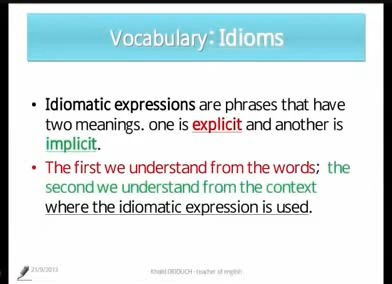 Vocabulary: Idioms
• Idiomatic expressions are phrases that have
two meanings. one is explicit and another is
implicit.
• The first we understand from the words; the
second we understand from the context
where the idiomatic expression is used.
21/9/2013
Khalid OBIOUCH - teacher of english